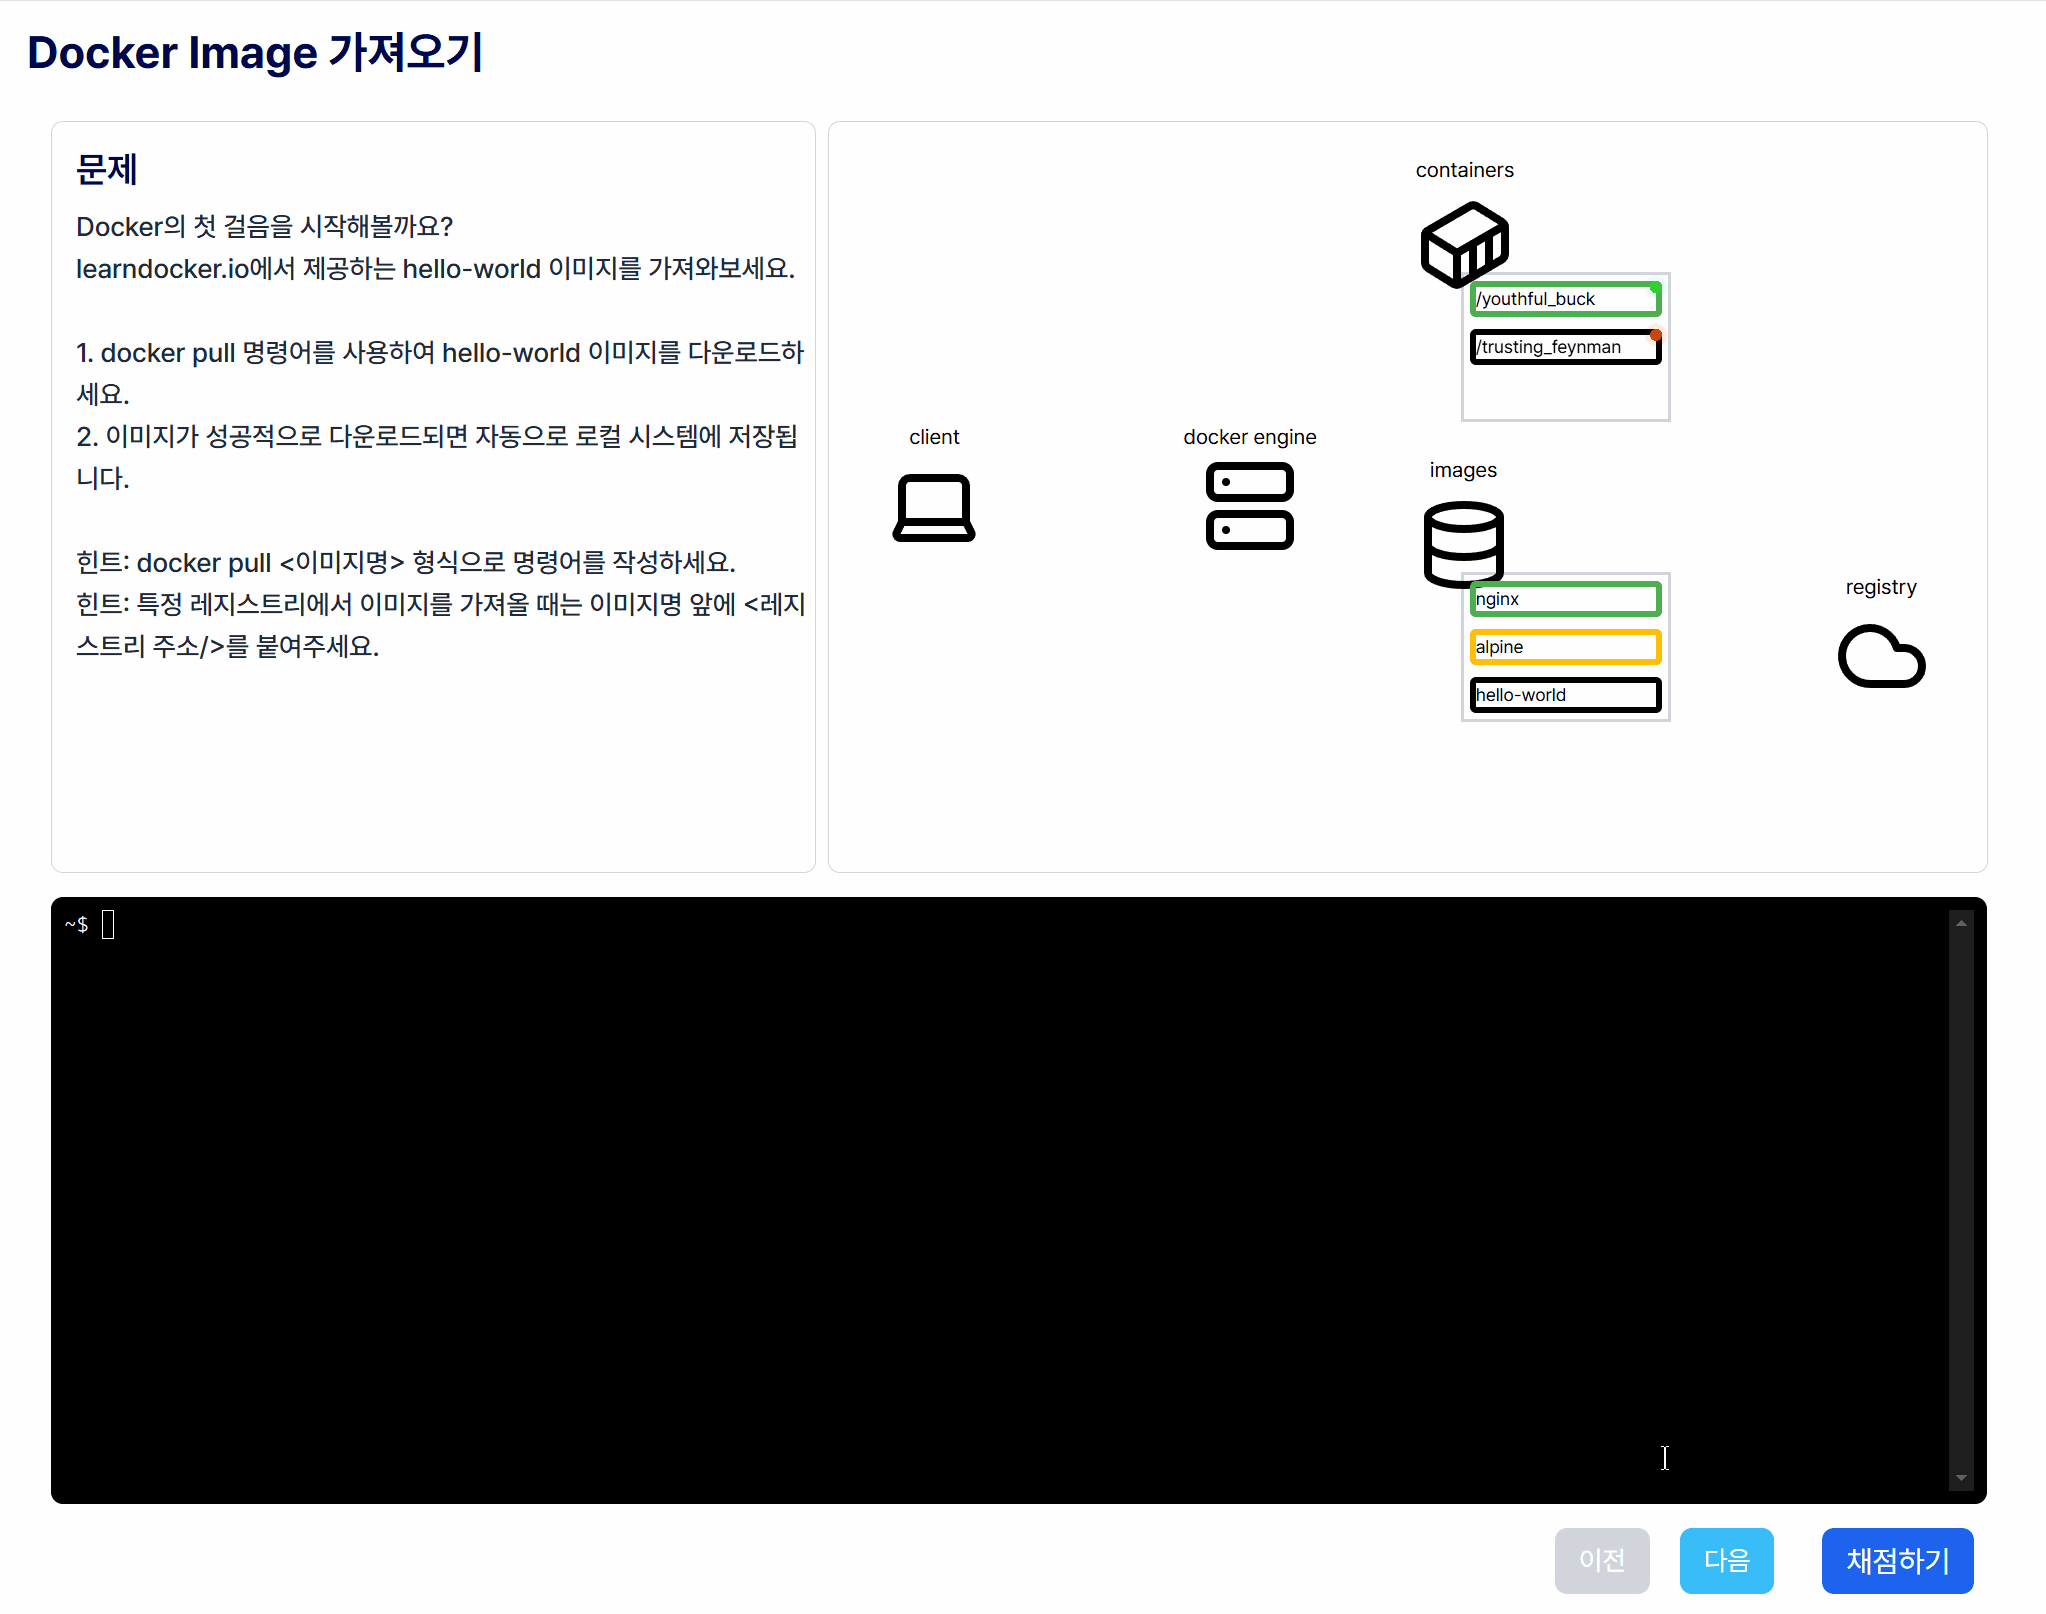 Docker Image 가져오기
문제
Docker의 첫 걸음을 시작해볼까요?
learndocker.io에서 제공하는 hello-world 이미지를 가져와보세요.
1. docker pull 명령어를 사용하여 hello-world 이미지를 다운로드하
세요.
2. 이미지가 성공적으로 다운로드되면 자동으로 로컬 시스템에 저장됩
니다.
힌트: docker pull <이미지명> 형식으로 명령어를 작성하세요.
힌트: 특정 레지스트리에서 이미지를 가져올 때는 이미지명 앞에 <레지
스트리 주소/>를 붙여주세요.
containers
/youthful_buck
/trusting_feynman
client
docker engine
images
nginx
alpine
hello-world
registry
~$
이전
다음
채점하기